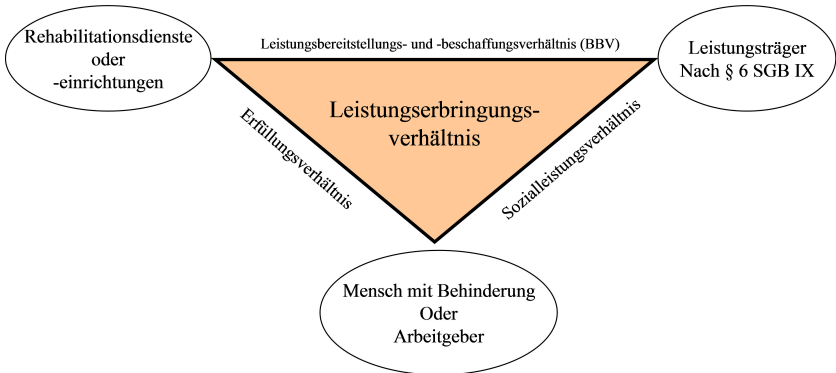 Rehabilitationsdienste
oder
-einrichtungen
Leistungsbereitstellungs- und -beschaffungsverhältnis (BBV)
Leistungsträger
Nach § 6 SGB IX
Leistungserbringungs-
verhältnis
Erfüllungsverhältnis
Sozialleistungsverhältnis
Mensch mit Behinderung
Oder
Arbeitgeber